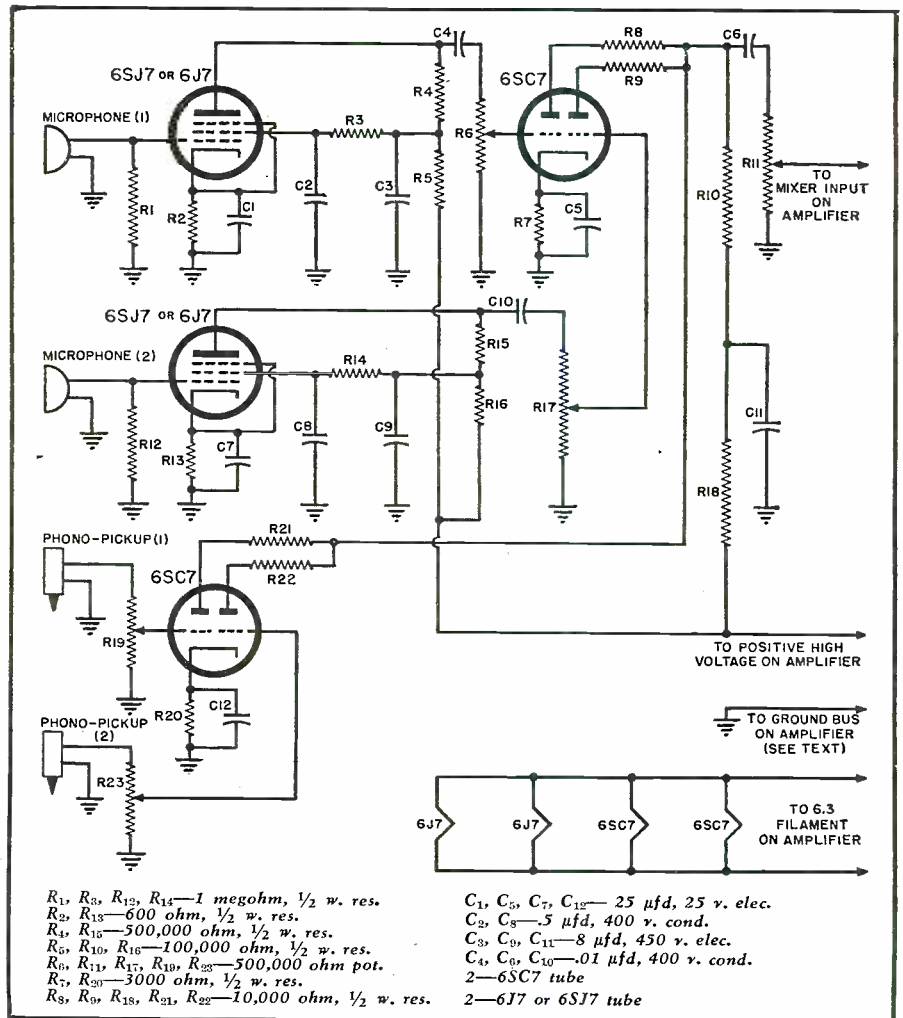 C4
R8
C6
6SJ7 OR 6J7
6SC7
R9
MICROPHONE (1)
R4
R3
R6
R5
R11
TO
MIXER INPUT
ON
AMPLIFIER
R1
R2
C1
C2
C3
R7
C5
R10
6SJ7 OR 6J7
C10
MICROPHONE (2)
R15
R14
R16
R17
C11
R12
R13
C7
C8
C9
R18
PHONO-PICKUP (1)
R21
6SC7
R22
R19
TO POSITIVE HIGH
VOLTAGE ON AMPLIFIER
R20
C12
PHONO-PICKUP
(2)
TO GROUND BUS
ON AMPLIFIER
(SEE TEXT)
R23
6J7
6J7
6SC7
6SC7
TO 6.3
FILAMENT
ON AMPLIFIER
R1, R3, R12, R14—1 megohm, 1/2 w. res.
R2, R13—600 ohm, 1/2 w. res.
R4, R15—500,000 ohm, 1/2 w. res.
R5, R10, R16—100,000 ohm, 1/2 w. res.
R6, R11, R17, R19, R23—500,000 ohm pot.
R7, R20—3000 ohm, 1/2 w. res.
R8, R9, R18, R21, R22—10,000 ohm, 1/2 w. res.
C1, C5, C7, C12— 25 µfd, 25 v. elec.
C2, C8—.5 µfd, 400 v. cond.
C3, C9, C11—8 µfd, 450 v. elec.
C4, C6, C10—.01 µfd, 400 v. cond.
2—6SC7 tube
2—6J7 or 6SJ7 tube